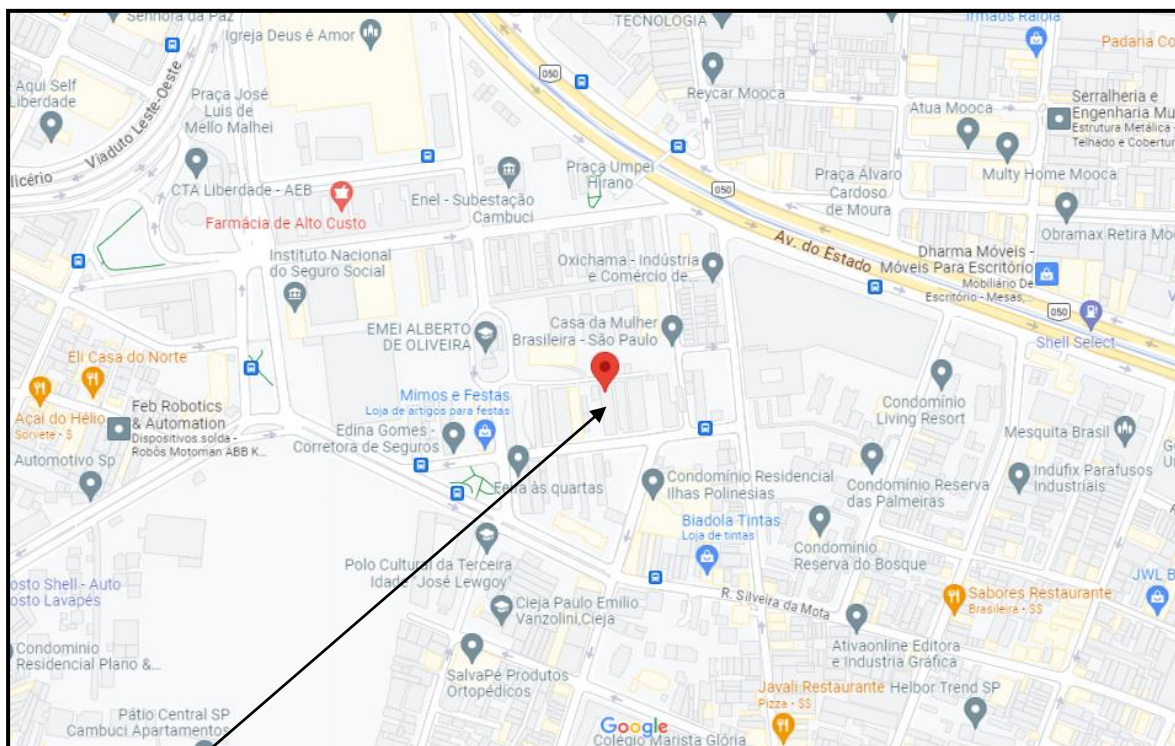 Senhora da Paz
Igreja Deus é Amor
TECNOLOGIA
Irmãos Raiola
Padaria Co
050
Aqui Self
Liberdade
Viaduto Leste-Oeste
Praça José
Luis de
Mello Malhei
Reycar Mooca
Atua Mooca
Serralheria e
Engenharia Mu
Estrutura Metálica -
Telhado e Cobertur
licério
CTA Liberdade - AEB
Farmácia de Alto Custo
Enel - Subestação
Cambuci
Praça Umpei
Hirano
050
Praça Álvaro
Cardoso
de Moura
Multy Home Mooca
Obramax Retira Moo
Av. do Estado
Instituto Nacional
do Seguro Social
Oxichama - Indústria
e Comércio de...
Dharma Móveis -
Móveis Para Escritório
Mobiliário De
Escritório - Mesas,...
050
Shell Select
EMEI ALBERTO
DE OLIVEIRA
Casa da Mulher
Brasileira - São Paulo
Eli Casa do Norte
Açaí do Hélio
Sorvete • $
Feb Robotics
& Automation
Dispositivos.solda -
Robôs Motoman ABB K...
Automotivo Sp
Mimos e Festas
Loja de artigos para festas
Edina Gomes -
Corretora de Seguros
Feira às quartas
Condomínio
Living Resort
Mesquita Brasil
Condomínio Residencial
Ilhas Polinesias
Condomínio Reserva
das Palmeiras
Indufix Parafusos
Industriais
Biadola Tintas
Loja de tintas
Condomínio
Reserva do Bosque
Polo Cultural da Terceira
Idade "José Lewgoy"
osto Shell - Auto
osto Lavapés
R. Silveira da Mota
Sabores Restaurante
Brasileira • $$
JWL B
Cieja Paulo Emilio
Vanzolini,Cieja
Ativaonline Editora
e Industria Gráfica
Condominio
Residencial Plano &...
SalvaPé Produtos
Ortopédicos
Javali Restaurante
Pizza • $$
Helbor Trend SP
Pátio Central SP
Cambuci Apartamentos
Google
Colégio Marista Glória